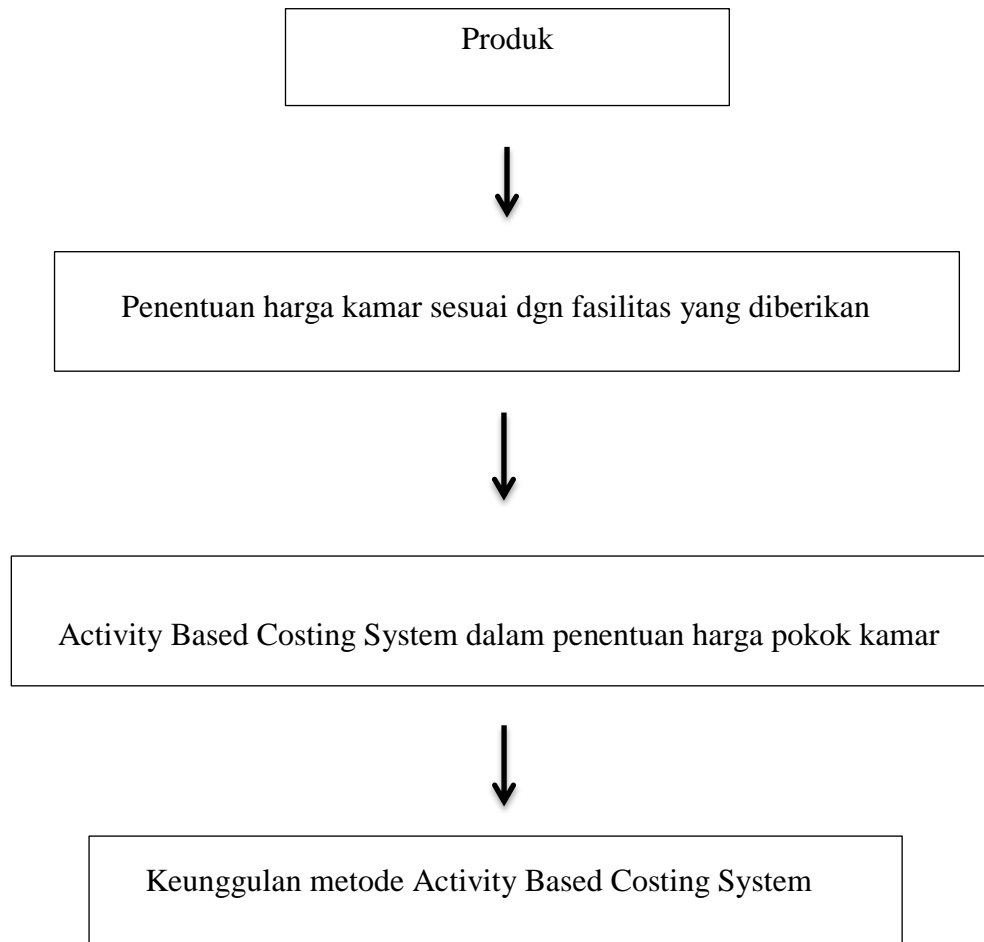 Produk
Penentuan harga kamar sesuai dgn fasilitas yang diberikan
Activity Based Costing System dalam penentuan harga pokok kamar
Keunggulan metode Activity Based Costing System